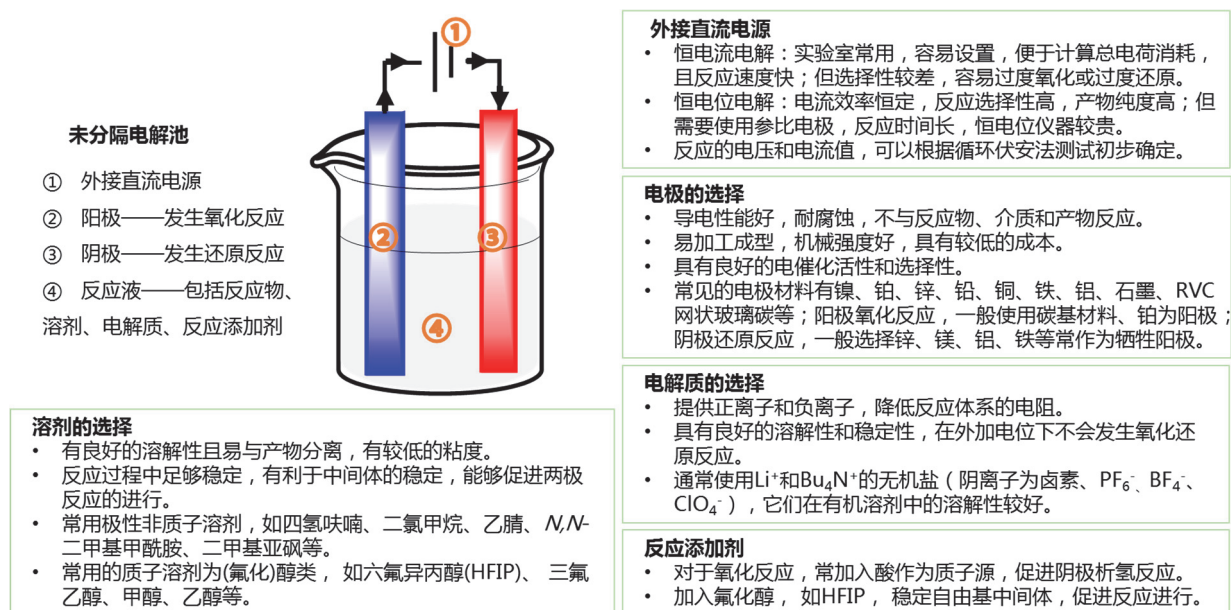 未分隔电解池
① 外接直流电源
② 阳极——发生氧化反应
③ 阴极——发生还原反应
④ 反应液——包括反应物、
溶剂、电解质、反应添加剂
①
②
③
④
外接直流电源
• 恒电流电解：实验室常用，容易设置，便于计算总电荷消耗，
且反应速度快；但选择性较差，容易过度氧化或过度还原。
• 恒电位电解：电流效率恒定，反应选择性高，产物纯度高；但
需要使用参比电极，反应时间长，恒电位仪器较贵。
• 反应的电压和电流值，可以根据循环伏安法测试初步确定。
电极的选择
• 导电性能好，耐腐蚀，不与反应物、介质和产物反应。
• 易加工成型，机械强度好，具有较低的成本。
• 具有良好的电催化活性和选择性。
• 常见的电极材料有镍、铂、锌、铅、铜、铁、铝、石墨、RVC
网状玻璃碳等；阳极氧化反应，一般使用碳基材料、铂为阳极；
阴极还原反应，一般选择锌、镁、铝、铁等常作为牺牲阳极。
电解质的选择
• 提供正离子和负离子，降低反应体系的电阻。
• 具有良好的溶解性和稳定性，在外加电位下不会发生氧化还
原反应。
• 通常使用Li⁺和Bu₄N⁺的无机盐（阴离子为卤素、PF₆⁻、BF₄⁻、
ClO₄⁻），它们在有机溶剂中的溶解性较好。
反应添加剂
• 对于氧化反应，常加入酸作为质子源，促进阴极析氢反应。
• 加入氟化醇，如HFIP，稳定自由基中间体，促进反应进行。
溶剂的选择
• 有良好的溶解性且易与产物分离，有较低的粘度。
• 反应过程中足够稳定，有利于中间体的稳定，能够促进两极
反应的进行。
• 常用极性非质子溶剂，如四氢呋喃、二氯甲烷、乙腈、N,N-
二甲基甲酰胺、二甲基亚砜等。
• 常用的质子溶剂为(氟化)醇类，如六氟异丙醇(HFIP)、三氟
乙醇、甲醇、乙醇等。